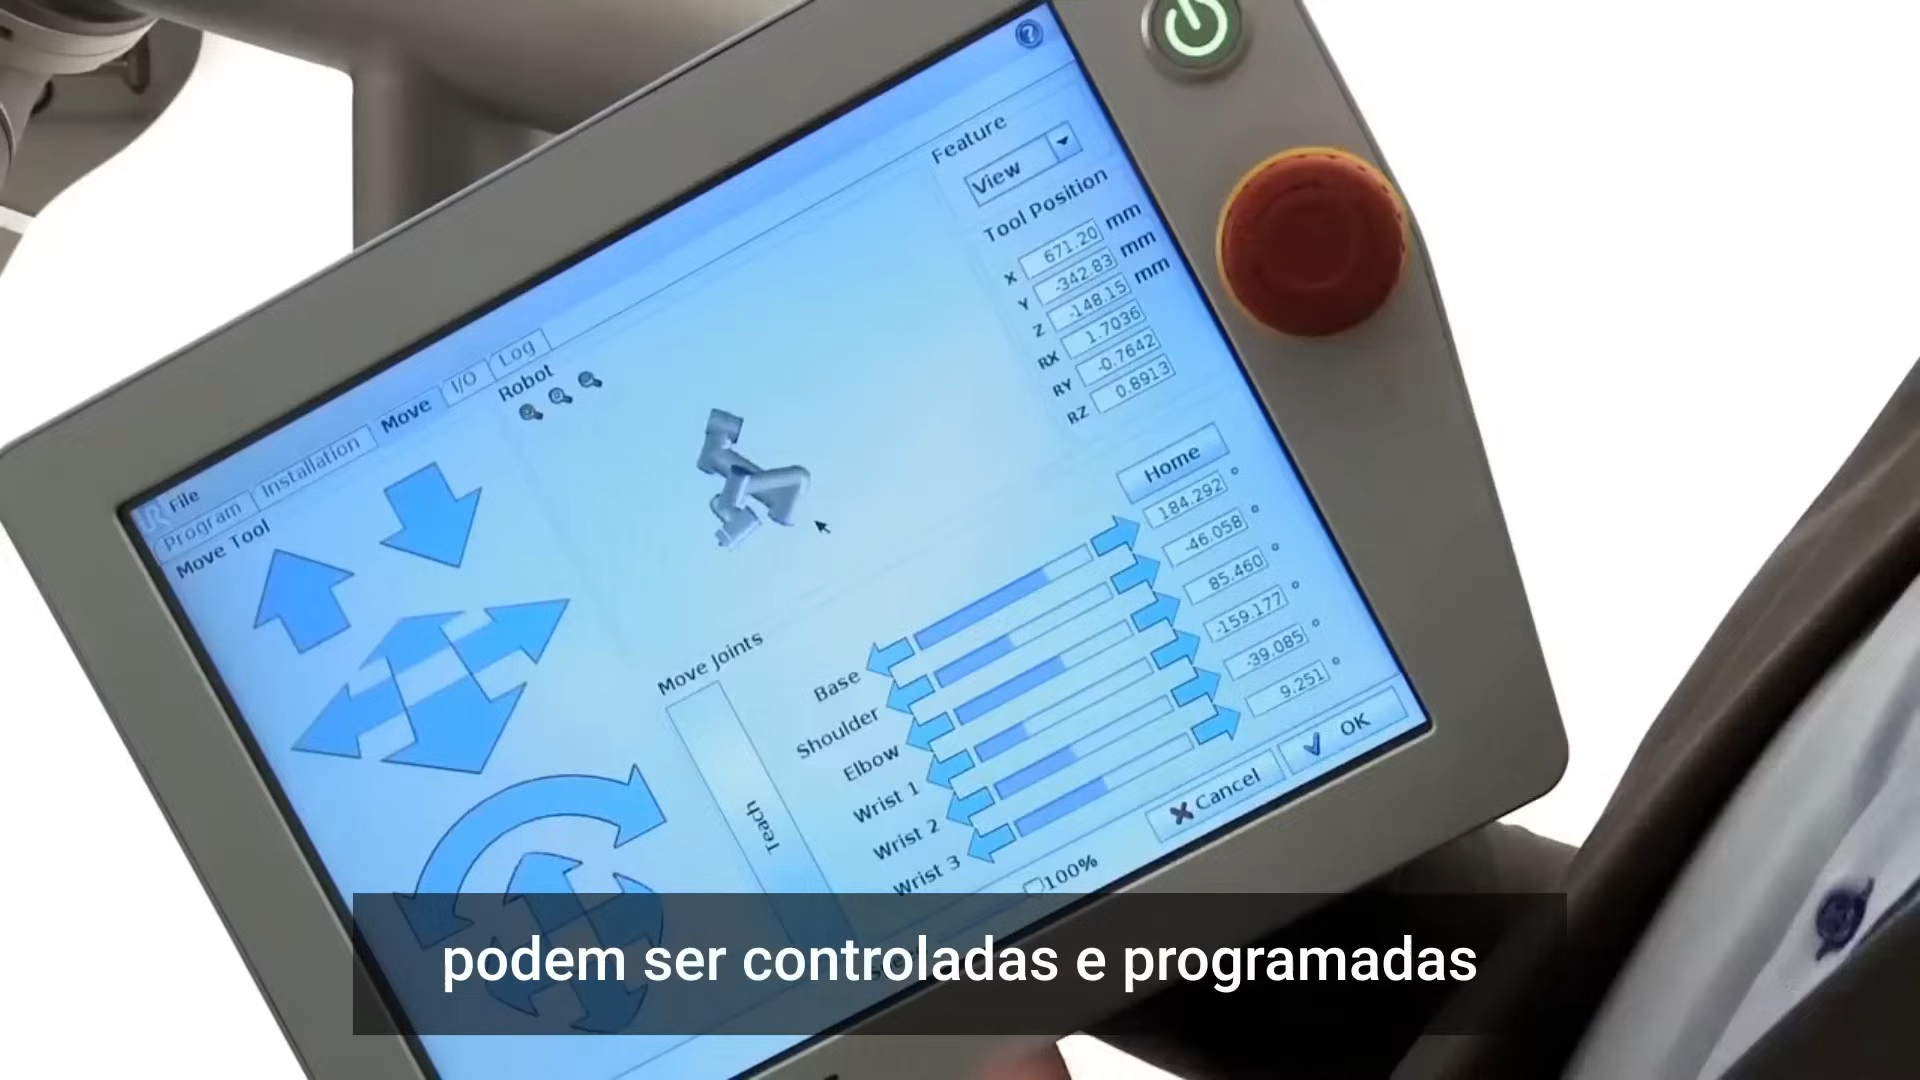 File
Program
Installation
Move
I/O
Log
Move Tool
Robot
Feature
View
Tool Position
X 671.20 mm
Y -342.83 mm
Z -148.15 mm
RX 1.7036
RY -0.7642
RZ 0.8913
Home
Move Joints
Teach
Base 184.292 °
Shoulder -46.058 °
Elbow 85.460 °
Wrist 1 -159.177 °
Wrist 2 -39.085 °
Wrist 3 9.251 °
100%
Cancel
OK
podem ser controladas e programadas